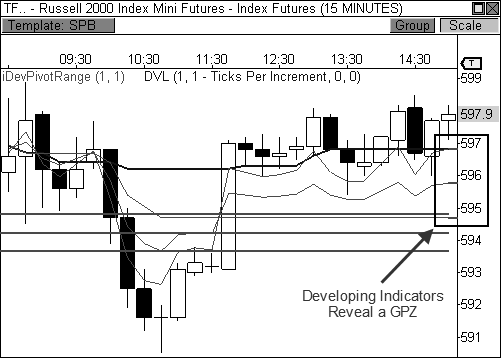 TF.. - Russell 2000 Index Mini Futures - Index Futures (15 MINUTES)
Template: SPB Group Scale
09:30 10:30 11:30 12:30 13:30 14:30 T
iDevPivotRange (1, 1) DVL (1, 1 - Ticks Per Increment, 0, 0)
599
597.9
597
596
595
594
593
592
591
Developing Indicators
Reveal a GPZ